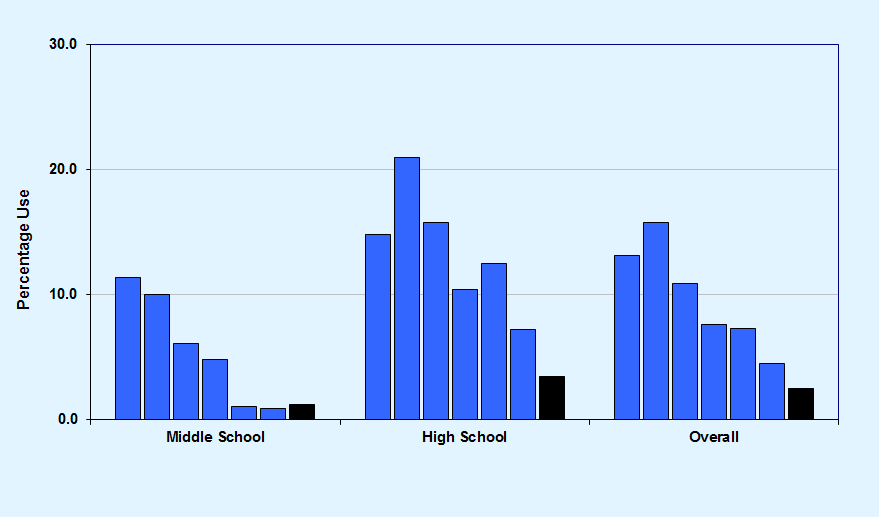 30.0
20.0
10.0
0.0
Percentage Use
Middle School
High School
Overall